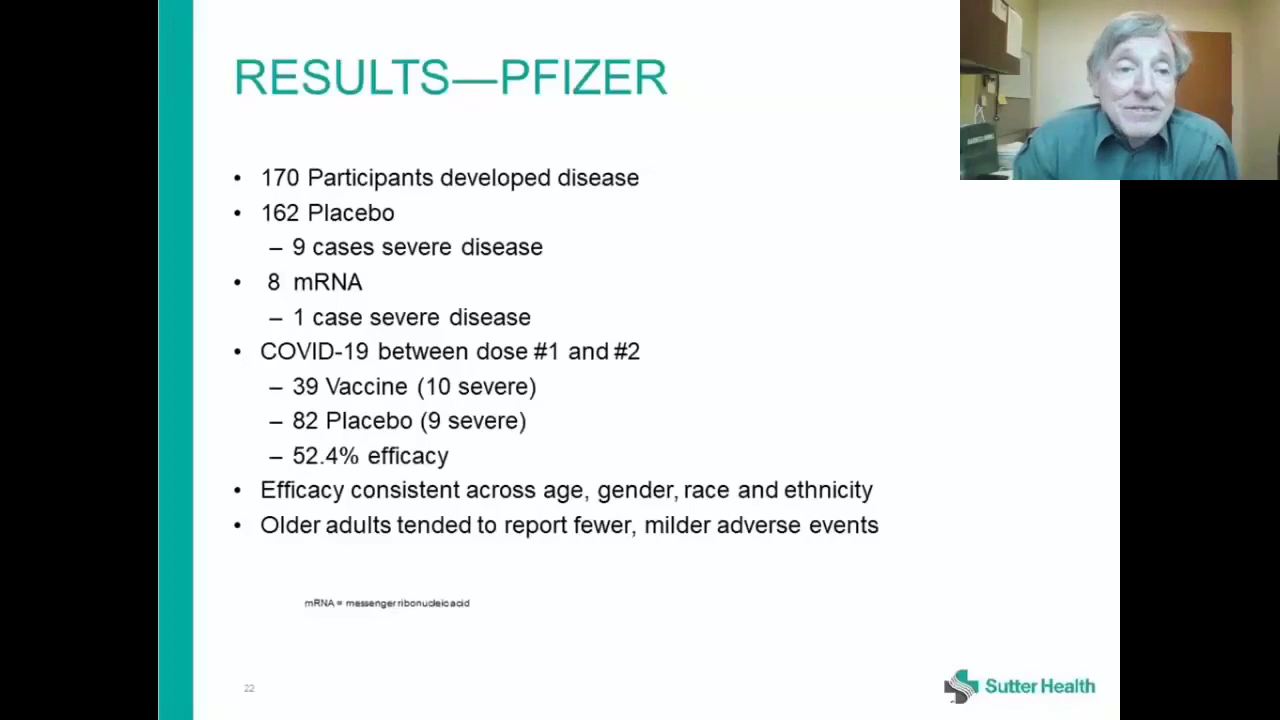 RESULTS—PFIZER
• 170 Participants developed disease
• 162 Placebo
– 9 cases severe disease
• 8 mRNA
– 1 case severe disease
• COVID-19 between dose #1 and #2
– 39 Vaccine (10 severe)
– 82 Placebo (9 severe)
– 52.4% efficacy
• Efficacy consistent across age, gender, race and ethnicity
• Older adults tended to report fewer, milder adverse events
mRNA = messenger ribonucleic acid
22
Sutter Health